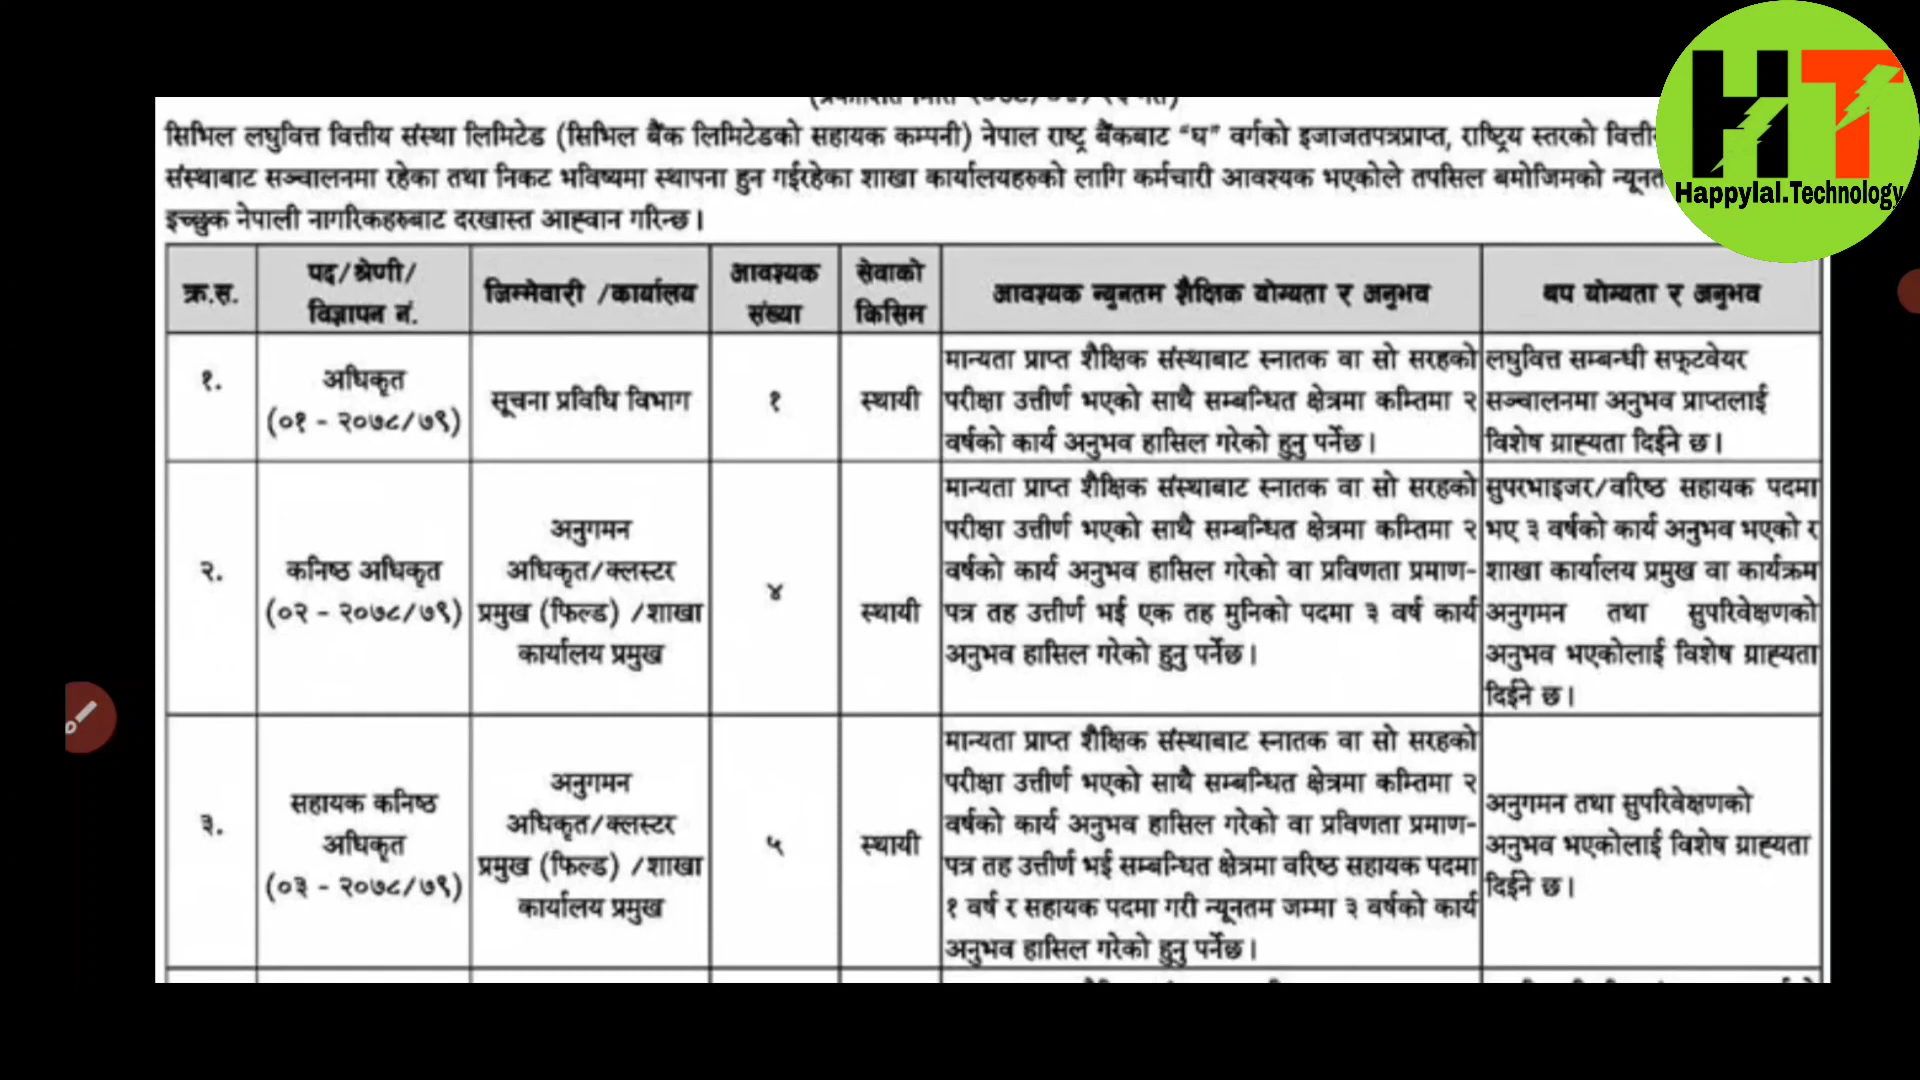 सिभिल लघुवित्त वित्तीय संस्था लिमिटेड (सिभिल बैंक लिमिटेडको सहायक कम्पनी) नेपाल राष्ट्र बैंकबाट “घ” वर्गको इजाजतपत्रप्राप्त, राष्ट्रिय स्तरको
संस्थाबाट सञ्चालनमा रहेका तथा निकट भविष्यमा स्थापना हुन गईरहेका शाखा कार्यालयहरुको लागि कर्मचारी आवश्यक भएकोले तपसिल बमोजिमको
इच्छुक नेपाली नागरिकहरुबाट दरखास्त आह्वान गरिन्छ।
क्र.स.
पद/श्रेणी/
विज्ञापन नं.
जिम्मेवारी /कार्यालय
आवश्यक
संख्या
सेवाको
किसिम
आवश्यक न्युनतम शैक्षिक योग्यता र अनुभव
थप योग्यता र अनुभव
१.
अधिकृत
(०१ - २०७८/७९)
सूचना प्रविधि विभाग
१
स्थायी
मान्यता प्राप्त शैक्षिक संस्थाबाट स्नातक वा सो सरहको
परीक्षा उत्तीर्ण भएको साथै सम्बन्धित क्षेत्रमा कम्तिमा २
वर्षको कार्य अनुभव हासिल गरेको हुनु पर्नेछ।
लघुवित्त सम्बन्धी सफ्टवेयर
सञ्चालनमा अनुभव प्राप्तलाई
विशेष ग्राह्यता दिईने छ।
२.
कनिष्ठ अधिकृत
(०२ - २०७८/७९)
अनुगमन
अधिकृत/क्लस्टर
प्रमुख (फिल्ड) /शाखा
कार्यालय प्रमुख
४
स्थायी
मान्यता प्राप्त शैक्षिक संस्थाबाट स्नातक वा सो सरहको
परीक्षा उत्तीर्ण भएको साथै सम्बन्धित क्षेत्रमा कम्तिमा २
वर्षको कार्य अनुभव हासिल गरेको वा प्रविणता प्रमाण-
पत्र तह उत्तीर्ण भई एक तह मुनिको पदमा ३ वर्ष कार्य
अनुभव हासिल गरेको हुनु पर्नेछ।
सुपरभाइजर/वरिष्ठ सहायक पदमा
भए ३ वर्षको कार्य अनुभव भएको र
शाखा कार्यालय प्रमुख वा कार्यक्रम
अनुगमन तथा सुपरिवेक्षणको
अनुभव भएकोलाई विशेष ग्राह्यता
दिईने छ।
३.
सहायक कनिष्ठ
अधिकृत
(०३ - २०७८/७९)
अनुगमन
अधिकृत/क्लस्टर
प्रमुख (फिल्ड) /शाखा
कार्यालय प्रमुख
५
स्थायी
मान्यता प्राप्त शैक्षिक संस्थाबाट स्नातक वा सो सरहको
परीक्षा उत्तीर्ण भएको साथै सम्बन्धित क्षेत्रमा कम्तिमा २
वर्षको कार्य अनुभव हासिल गरेको वा प्रविणता प्रमाण-
पत्र तह उत्तीर्ण भई सम्बन्धित क्षेत्रमा वरिष्ठ सहायक पदमा
१ वर्ष र सहायक पदमा गरी न्यूनतम जम्मा ३ वर्षको कार्य
अनुभव हासिल गरेको हुनु पर्नेछ।
अनुगमन तथा सुपरिवेक्षणको
अनुभव भएकोलाई विशेष ग्राह्यता
दिईने छ।
HT
Happylal.Technology